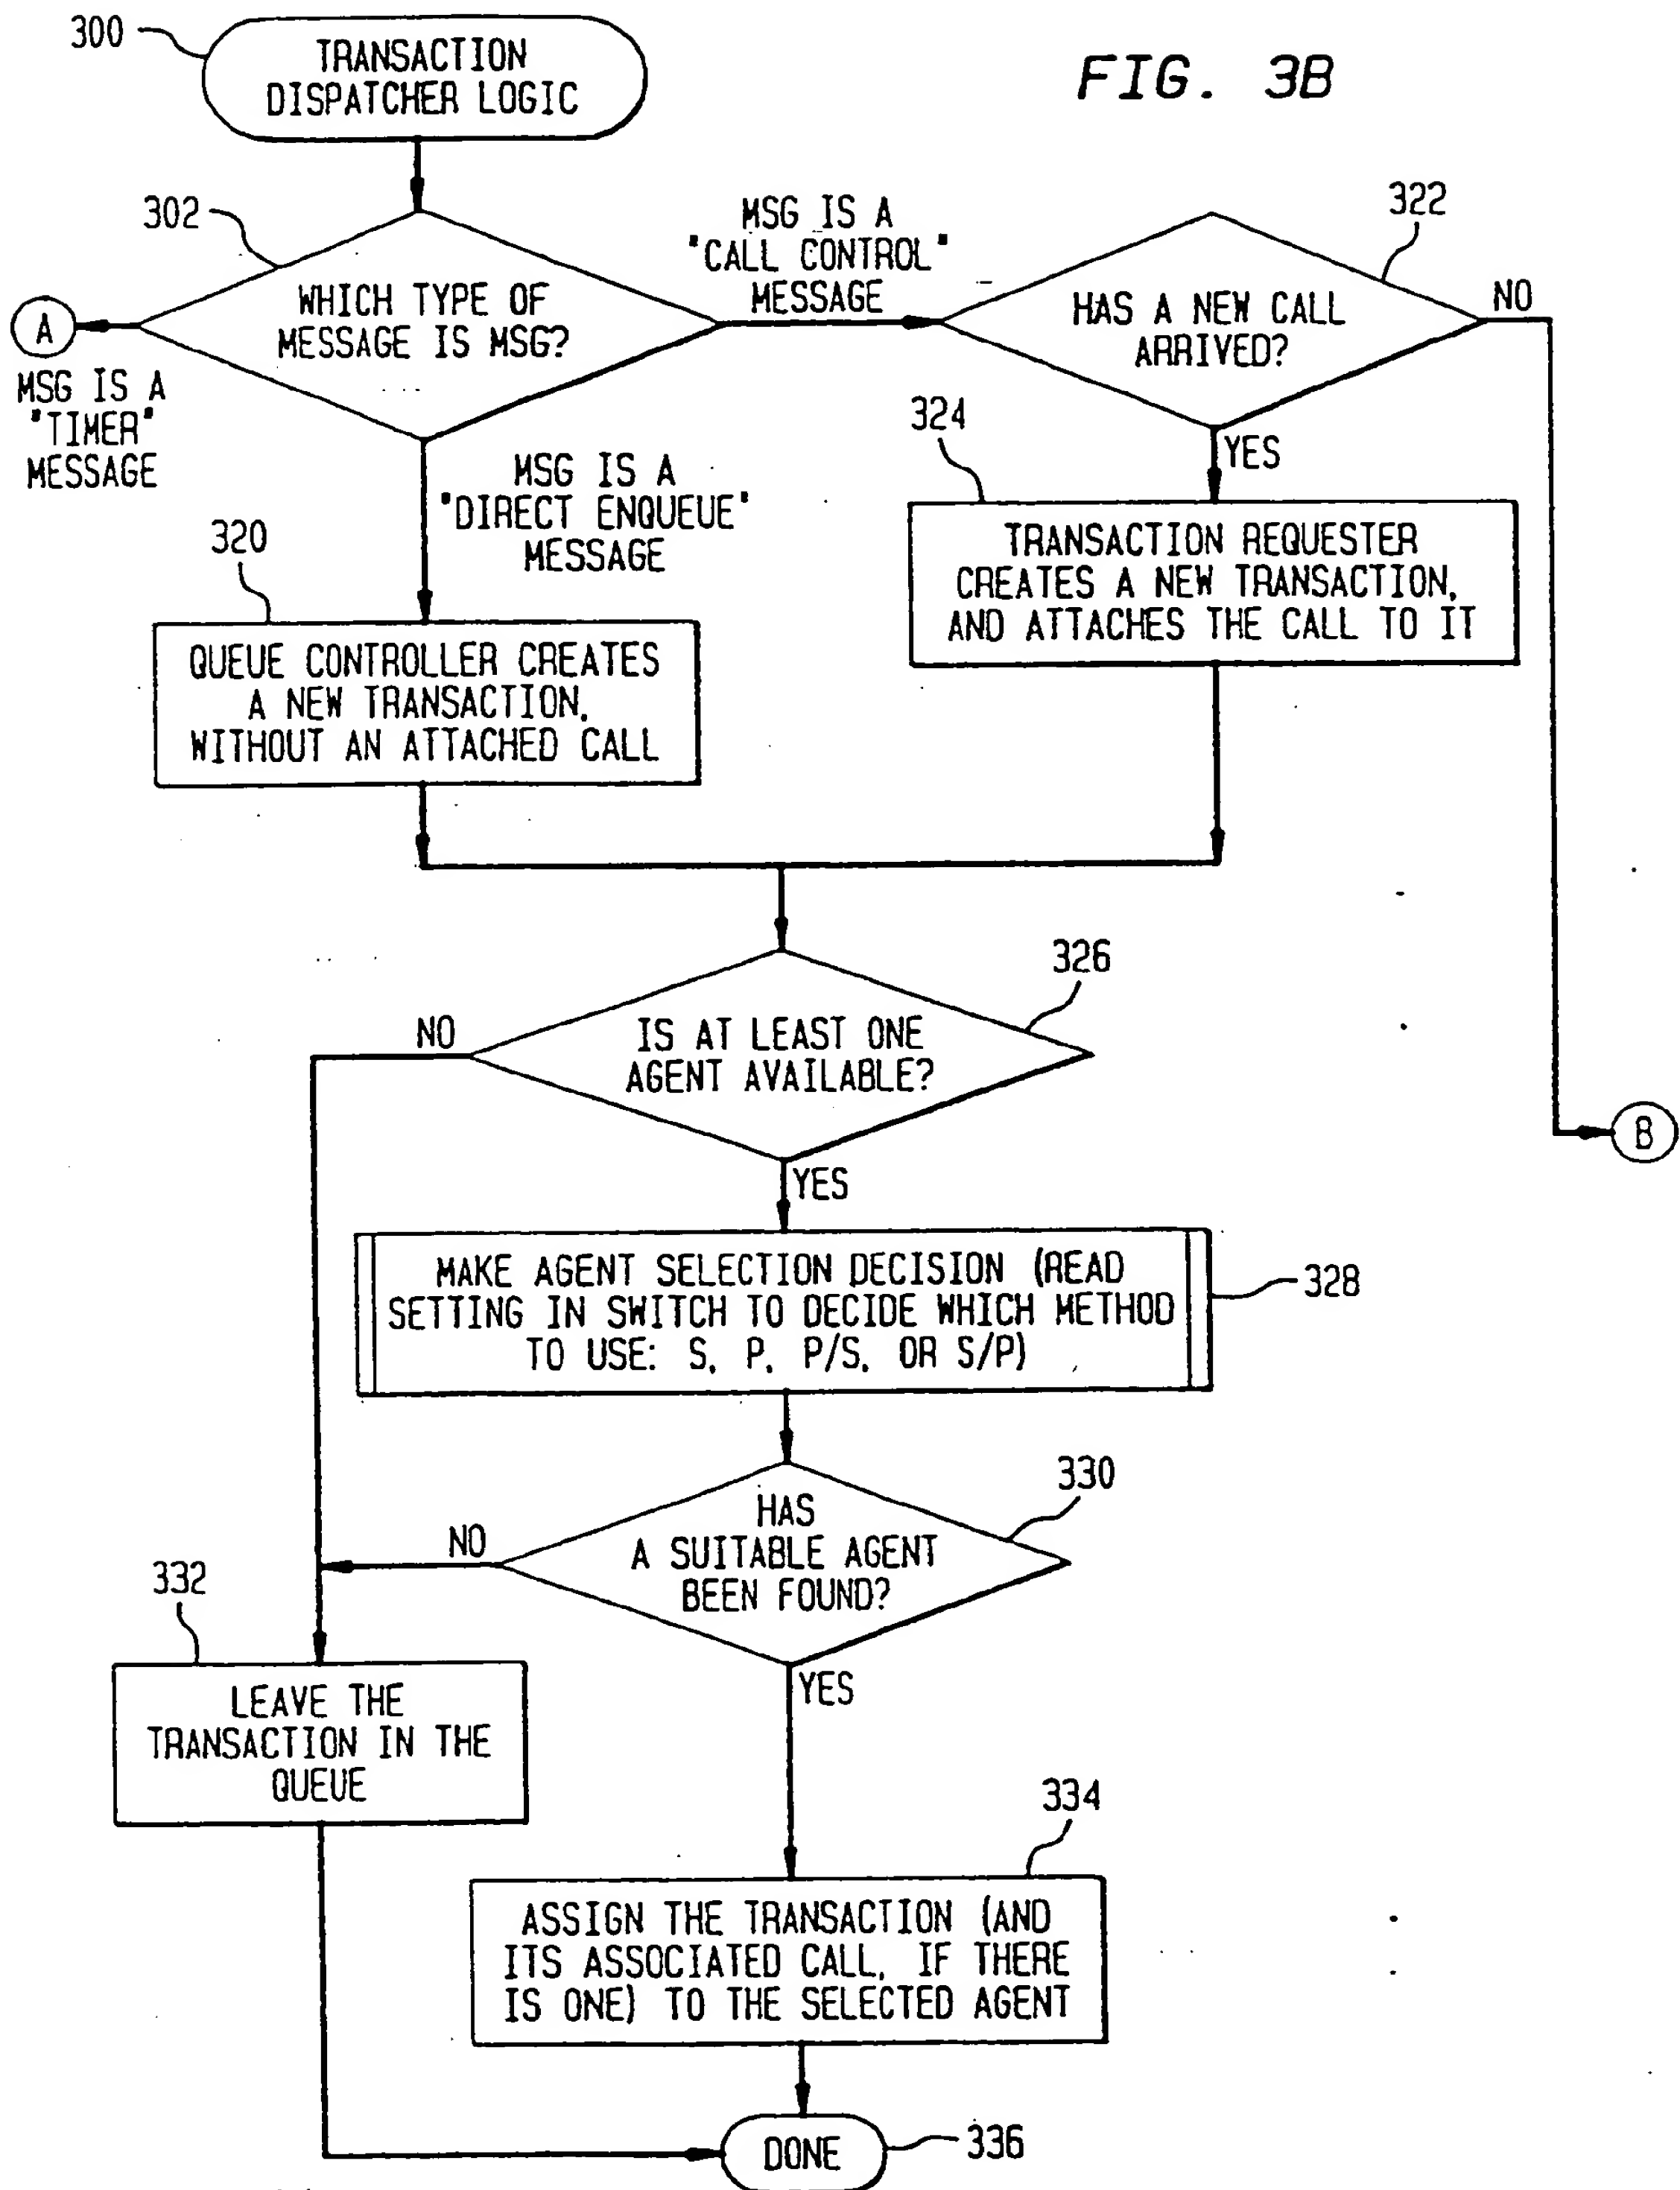 300
TRANSACTION
DISPATCHER LOGIC
FIG. 3B
302
WHICH TYPE OF
MESSAGE IS MSG?
A
MSG IS A
"TIMER"
MESSAGE
MSG IS A
"CALL CONTROL"
MESSAGE
322
HAS A NEW CALL
ARRIVED?
NO
YES
MSG IS A
"DIRECT ENQUEUE"
MESSAGE
324
TRANSACTION REQUESTER
CREATES A NEW TRANSACTION,
AND ATTACHES THE CALL TO IT
320
QUEUE CONTROLLER CREATES
A NEW TRANSACTION,
WITHOUT AN ATTACHED CALL
326
IS AT LEAST ONE
AGENT AVAILABLE?
NO
YES
B
MAKE AGENT SELECTION DECISION (READ
SETTING IN SWITCH TO DECIDE WHICH METHOD
TO USE: S, P, P/S, OR S/P)
328
330
HAS
A SUITABLE AGENT
BEEN FOUND?
NO
YES
332
LEAVE THE
TRANSACTION IN THE
QUEUE
334
ASSIGN THE TRANSACTION (AND
ITS ASSOCIATED CALL, IF THERE
IS ONE) TO THE SELECTED AGENT
DONE
336